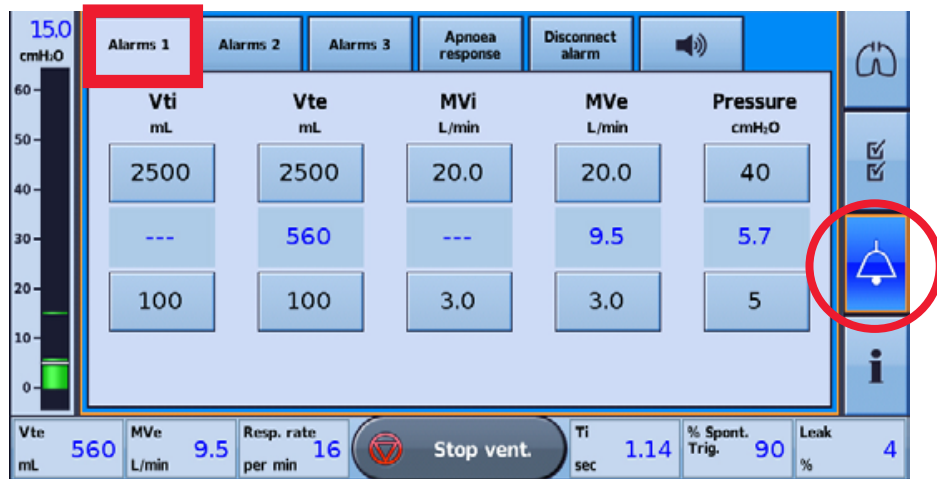 15,0
cmH₂O
Alarms 1
Alarms 2
Alarms 3
Apnoea
response
Disconnect
alarm
60
50
40
30
20
10
0
Vti Vte MVi MVe Pressure
mL mL L/min L/min cmH₂O
2500 2500 20.0 20.0 40
--- 560 --- 9.5 5.7
100 100 3.0 3.0 5
i
Vte
560
mL
MVe
9.5
L/min
Resp. rate
16
per min
Stop vent.
Ti
1.14
sec
% Spont.
Trig.
90
Leak
4
%